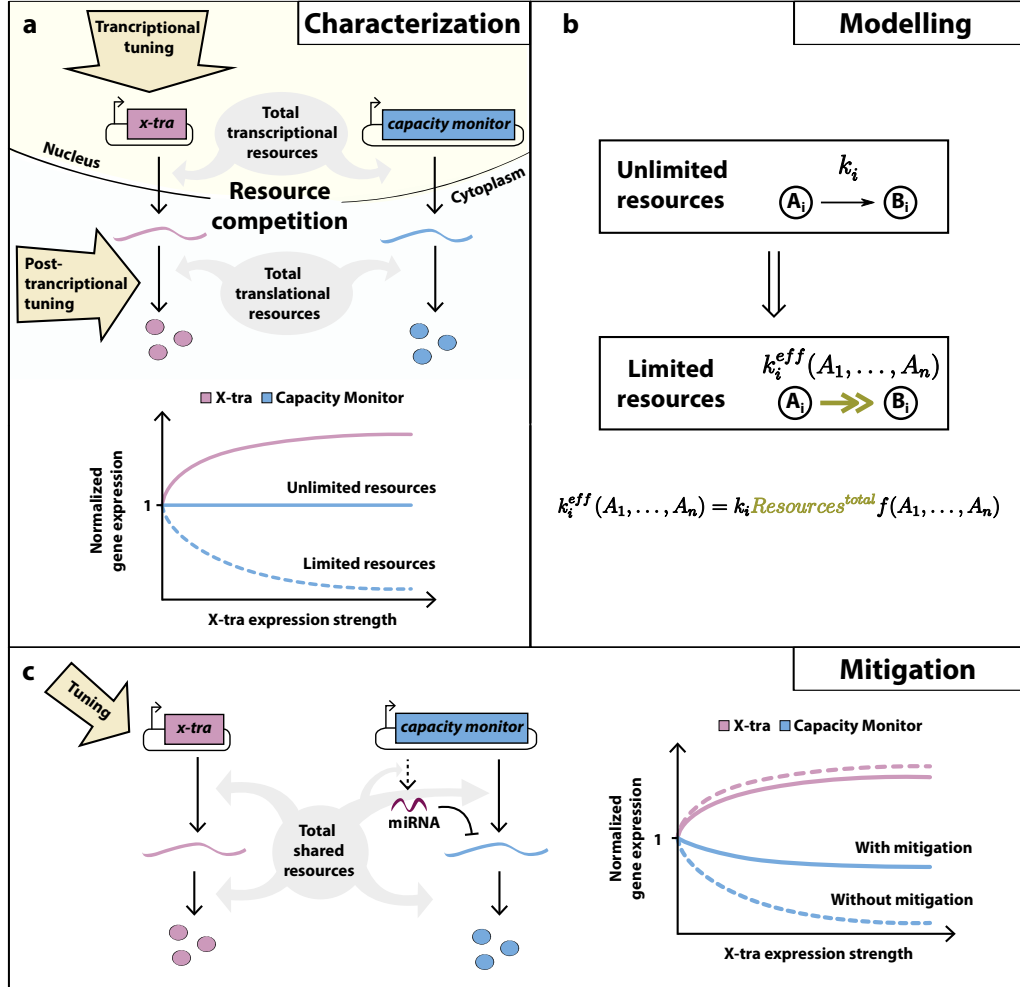 a
Characterization
Trancriptional
tuning
x-tra
Total
transcriptional
resources
capacity monitor
Nucleus
Cytoplasm
Resource
competition
Post-
trancriptional
tuning
Total
translational
resources
X-tra
Capacity Monitor
Normalized
gene expression
1
Unlimited resources
Limited resources
X-tra expression strength
b
Modelling
Unlimited
resources
k_i
A_i
B_i
Limited
resources
k_i^{eff}(A_1, . . . , A_n)
A_i
B_i
k_i^{eff}(A_1, . . . , A_n) = k_i Resources^{total} f(A_1, . . . , A_n)
c
Mitigation
Tuning
x-tra
capacity monitor
miRNA
Total
shared
resources
X-tra
Capacity Monitor
Normalized
gene expression
1
With mitigation
Without mitigation
X-tra expression strength